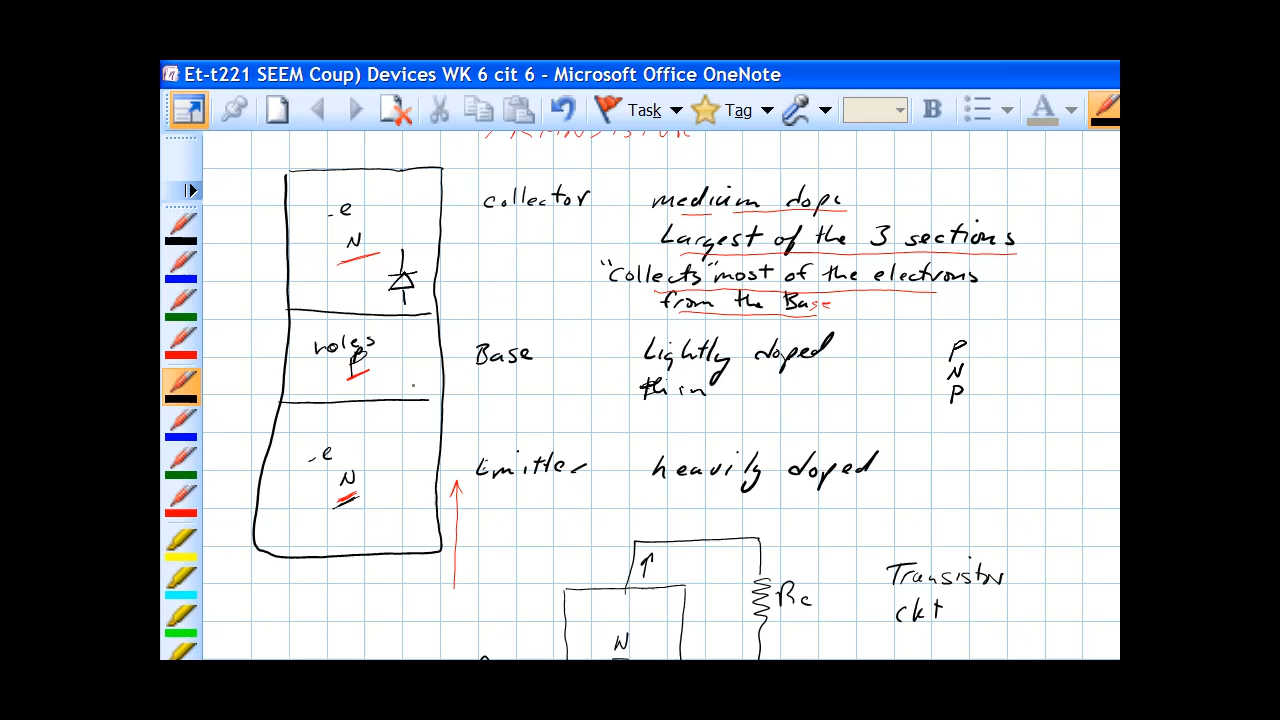 Et-t221 SEEM Coup) Devices WK 6 cit 6 - Microsoft Office OneNote
Task Tag B A
TRANSISTOR
-e
N
collector medium dope
Largest of the 3 sections
"Collects" most of the electrons
from the Base
holes
P
Base Lightly doped
thin
P
N
P
-e
N
Emitter heavily doped
Rc
Transistor
ckt
N